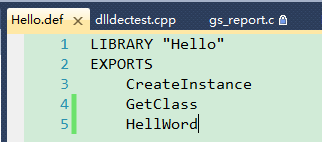 Hello.def × dlldectest.cpp gs_report.c
1 LIBRARY "Hello"
2 EXPORTS
3 CreateInstance
4 GetClass
5 HellWord